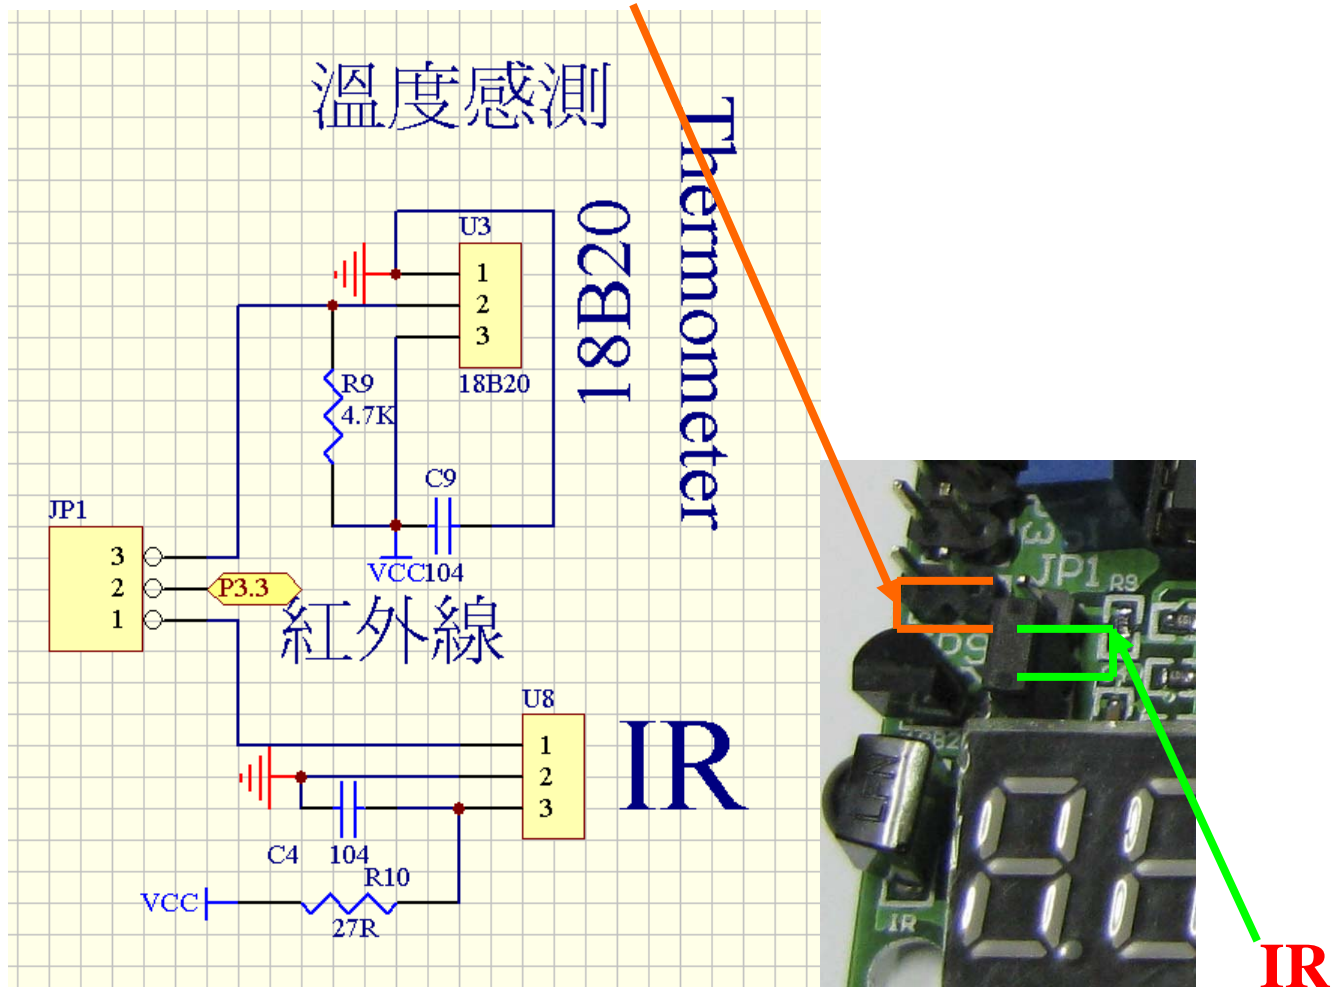 溫度感測
Thermometer
18B20
U3
1
2
3
18B20
R9
4.7K
C9
VCC
104
JP1
3
2
1
P3.3
紅外線
U8
1
2
3
IR
C4
104
R10
VCC
27R
JP1
R9
IR
IR